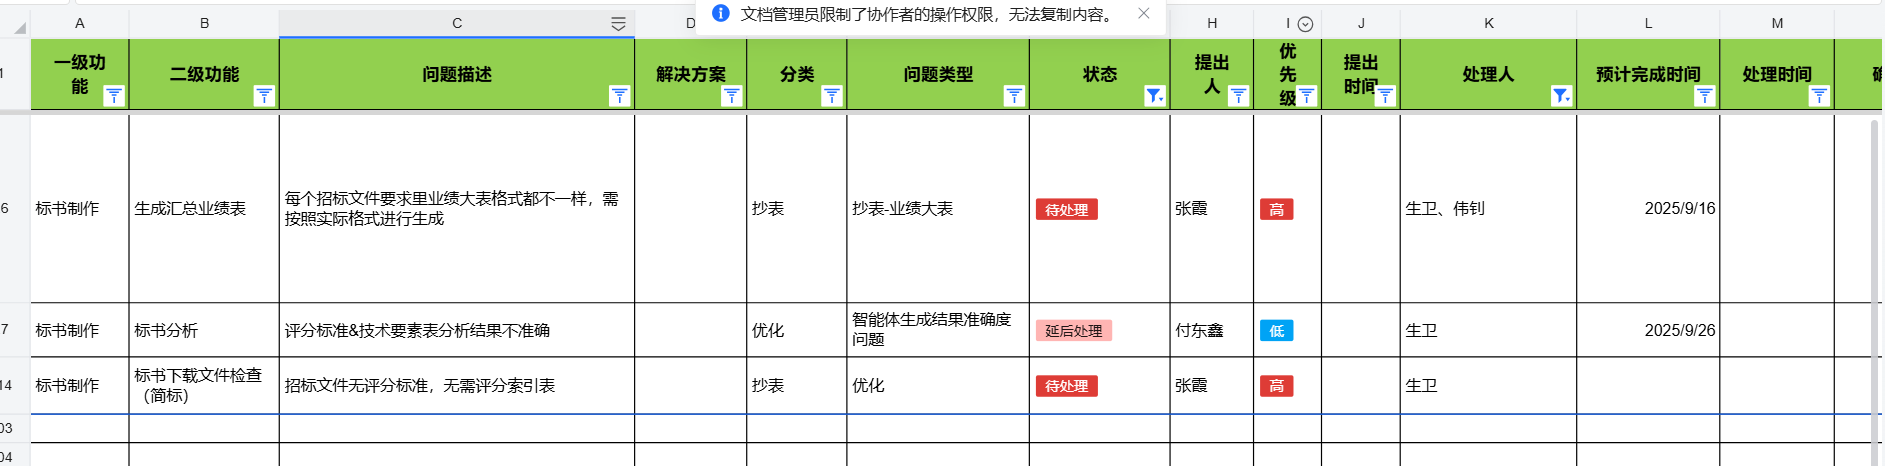 文档管理员限制了协作者的操作权限，无法复制内容。
A B C D H I J K L M
1 一级功能 二级功能 问题描述 解决方案 分类 问题类型 状态 提出人 优先级 提出时间 处理人 预计完成时间 处理时间
6 标书制作 生成汇总业绩表 每个招标文件要求里业绩大表格式都不一样，需
按照实际格式进行生成 抄表 抄表-业绩大表 待处理 张霞 高 生卫、伟钊 2025/9/16
7 标书制作 标书分析 评分标准&技术要素表分析结果不准确 优化 智能体生成结果准确度
问题 延后处理 付东鑫 低 生卫 2025/9/26
14 标书制作 标书下载文件检查
（简标） 招标文件无评分标准，无需评分索引表 抄表 优化 待处理 张霞 高 生卫
03
04